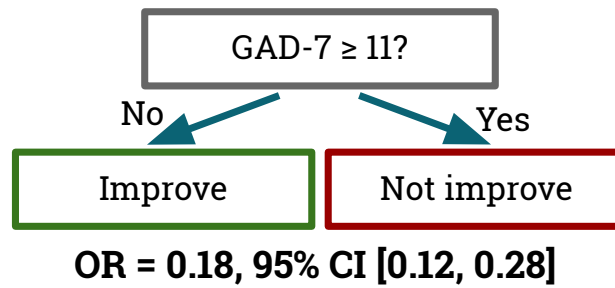 GAD-7 ≥ 11?
No
Yes
Improve
Not improve
OR = 0.18, 95% CI [0.12, 0.28]